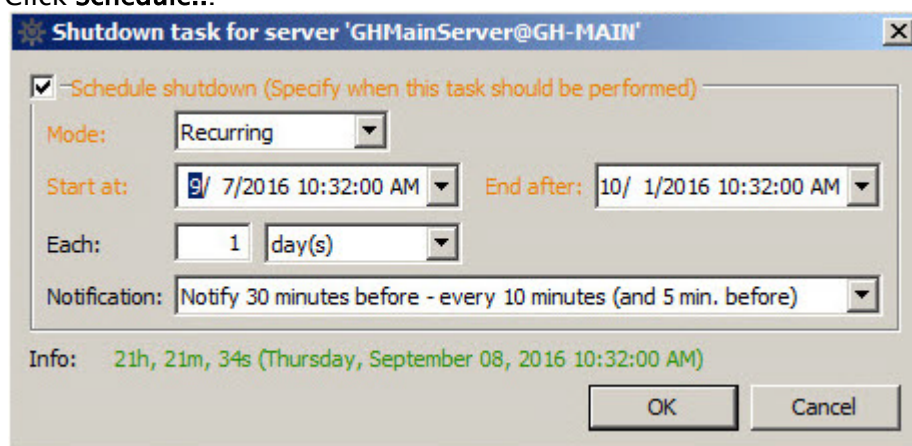 Click Schedule...
Shutdown task for server 'GHMainServer@GH-MAIN'
Schedule shutdown (Specify when this task should be performed)
Mode: Recurring
Start at: 9/ 7/2016 10:32:00 AM End after: 10/ 1/2016 10:32:00 AM
Each: 1 day(s)
Notification: Notify 30 minutes before - every 10 minutes (and 5 min. before)
Info: 21h, 21m, 34s (Thursday, September 08, 2016 10:32:00 AM)
OK Cancel